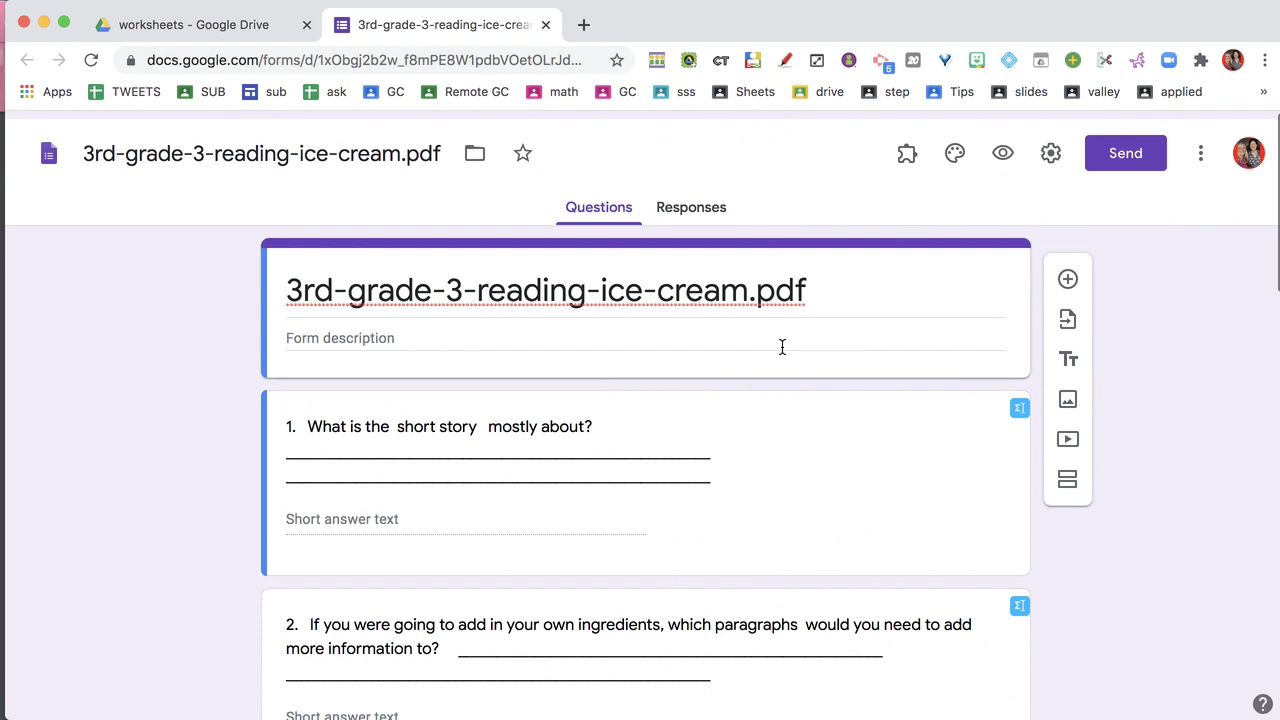 worksheets - Google Drive
3rd-grade-3-reading-ice-crea
docs.google.com/forms/d/1xObgj2b2w_f8mPE8W1pdbVOetOLrJd...
CT
5
20
Apps TWEETS SUB sub ask GC Remote GC math GC sss Sheets drive step Tips slides valley applied »
3rd-grade-3-reading-ice-cream.pdf
Send
Questions Responses
3rd-grade-3-reading-ice-cream.pdf
Form description
Tт
1. What is the short story mostly about?
Short answer text
2. If you were going to add in your own ingredients, which paragraphs would you need to add
more information to?
Short answer text